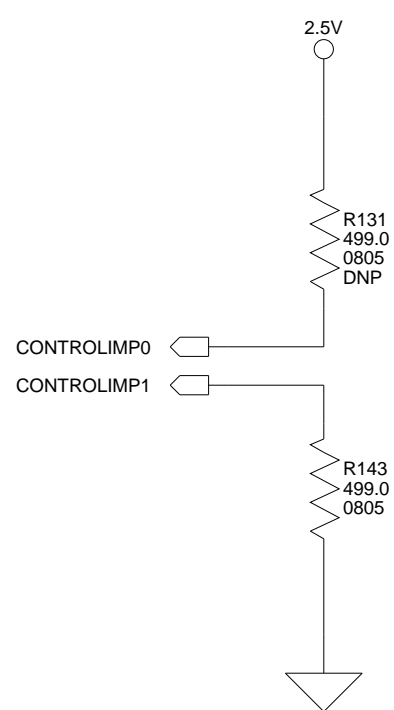 2.5V
R131
499.0
0805
DNP
CONTROLIMP0
CONTROLIMP1
R143
499.0
0805